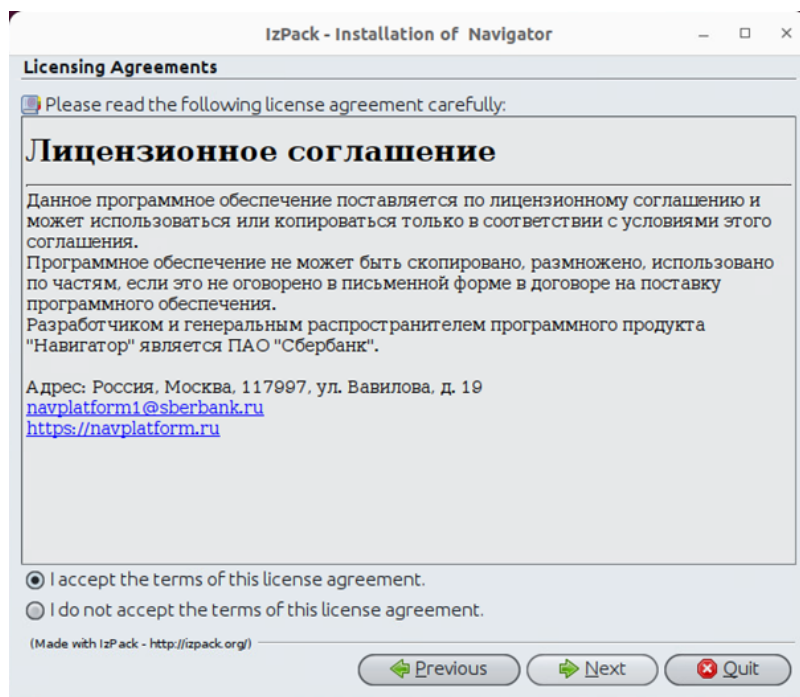 IzPack - Installation of Navigator
Licensing Agreements
Please read the following license agreement carefully:
Лицензионное соглашение
Данное программное обеспечение поставляется по лицензионному соглашению и
может использоваться или копироваться только в соответствии с условиями этого
соглашения.
Программное обеспечение не может быть скопировано, размножено, использовано
по частям, если это не оговорено в письменной форме в договоре на поставку
программного обеспечения.
Разработчиком и генеральным распространителем программного продукта
"Навигатор" является ПАО "Сбербанк".
Адрес: Россия, Москва, 117997, ул. Вавилова, д. 19
navplatform1@sberbank.ru
https://navplatform.ru
I accept the terms of this license agreement.
I do not accept the terms of this license agreement.
(Made with IzPack - http://izpack.org/)
Previous Next Quit